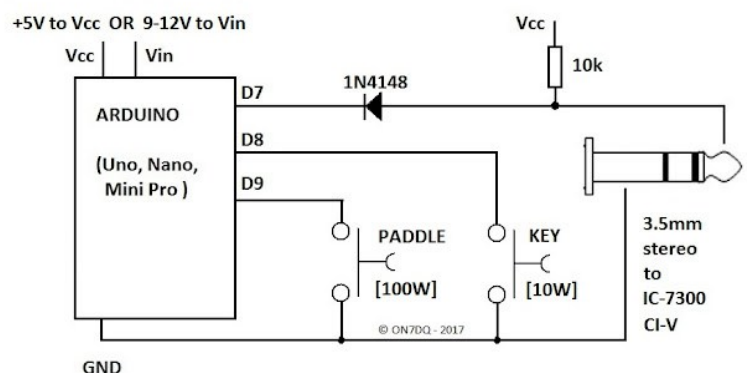 +5V to Vcc OR 9-12V to Vin
Vcc
Vin
Vcc
10k
1N4148
D7
ARDUINO
D8
(Uno, Nano,
Mini Pro )
D9
PADDLE
[100W]
KEY
[10W]
3.5mm
stereo
to
IC-7300
CI-V
© ON7DQ - 2017
GND